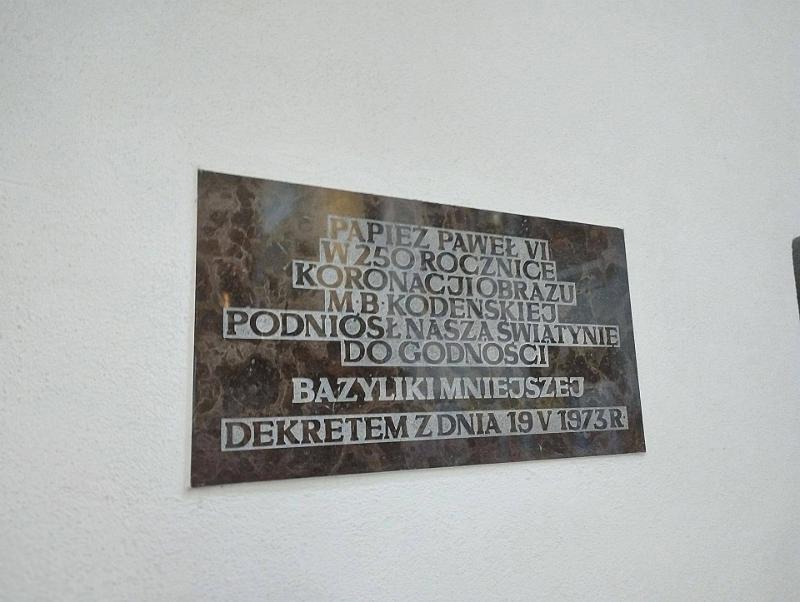 PAPIEŻ PAWEŁ VI
W 250 ROCZNICĘ
KORONACJI OBRAZU
M.B. KODEŃSKIEJ
PODNIÓSŁ NASZĄ ŚWIĄTYNIĘ
DO GODNOŚCI
BAZYLIKI MNIEJSZEJ
DEKRETEM Z DNIA 19 V 1973 R